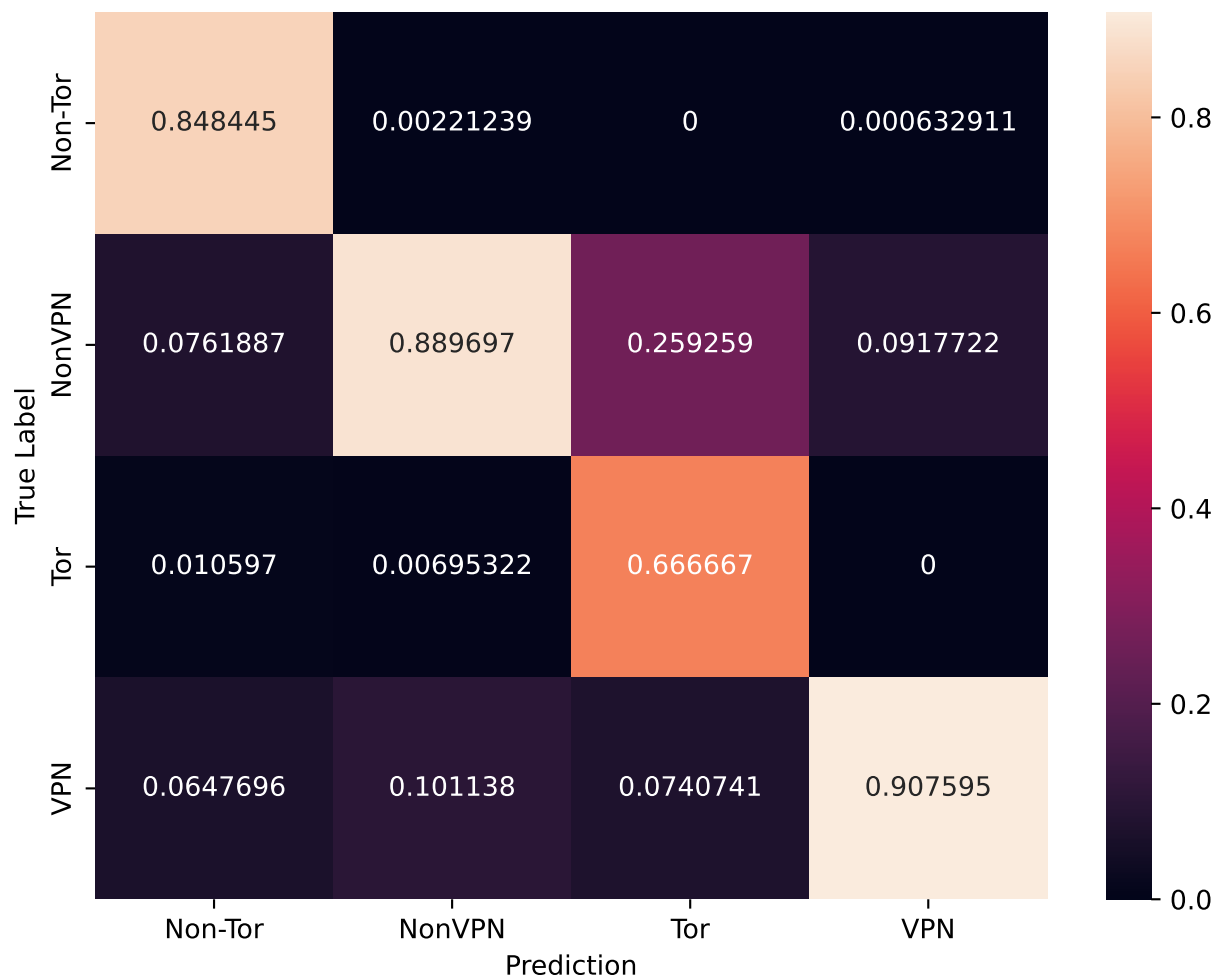 Non-Tor 0.848445 0.00221239 0 0.000632911
NonVPN 0.0761887 0.889697 0.259259 0.0917722
Tor 0.010597 0.00695322 0.666667 0
VPN 0.0647696 0.101138 0.0740741 0.907595
True Label
Non-Tor NonVPN Tor VPN
Prediction
0.8
0.6
0.4
0.2
0.0